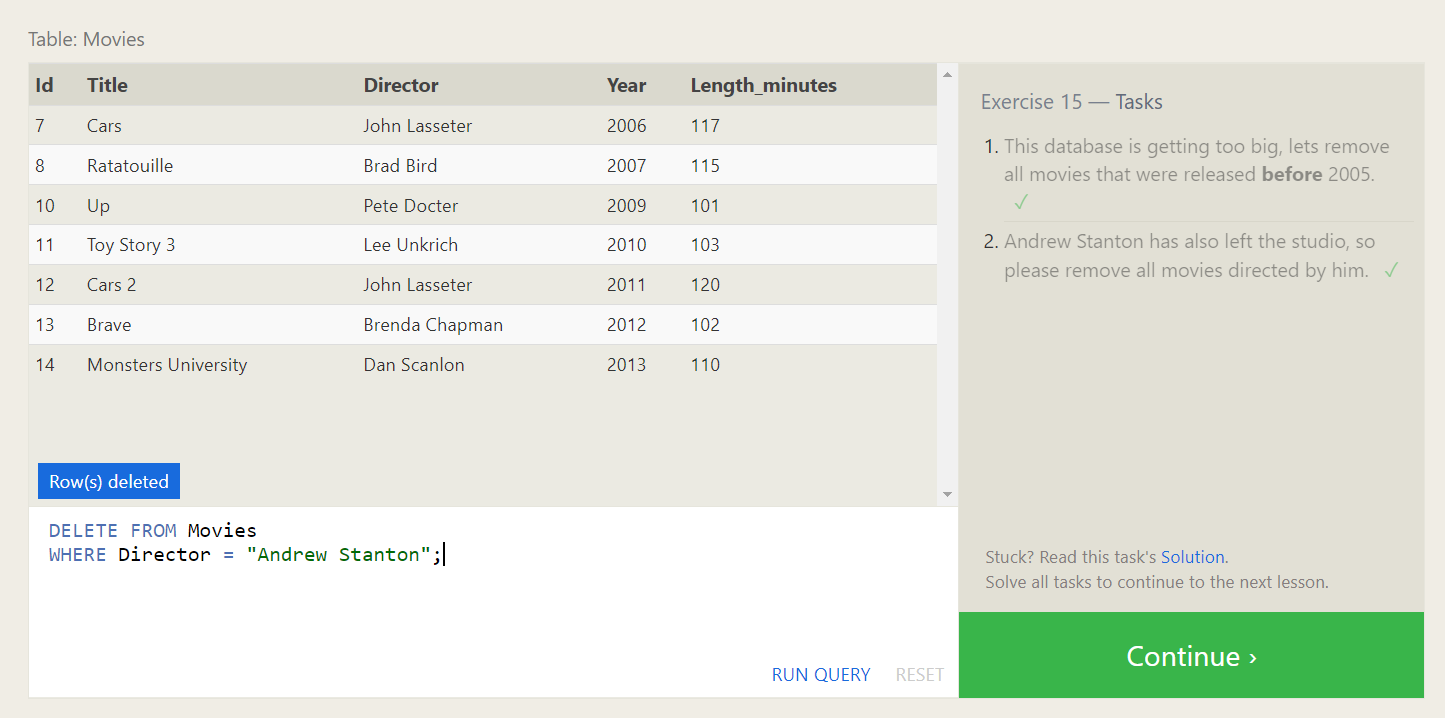 Table: Movies
Id Title Director Year Length_minutes
7 Cars John Lasseter 2006 117
8 Ratatouille Brad Bird 2007 115
10 Up Pete Docter 2009 101
11 Toy Story 3 Lee Unkrich 2010 103
12 Cars 2 John Lasseter 2011 120
13 Brave Brenda Chapman 2012 102
14 Monsters University Dan Scanlon 2013 110
Row(s) deleted
DELETE FROM Movies
WHERE Director = "Andrew Stanton";
RUN QUERY RESET
Exercise 15 — Tasks
1. This database is getting too big, lets remove
all movies that were released before 2005.
✓
2. Andrew Stanton has also left the studio, so
please remove all movies directed by him. ✓
Stuck? Read this task's Solution.
Solve all tasks to continue to the next lesson.
Continue ›